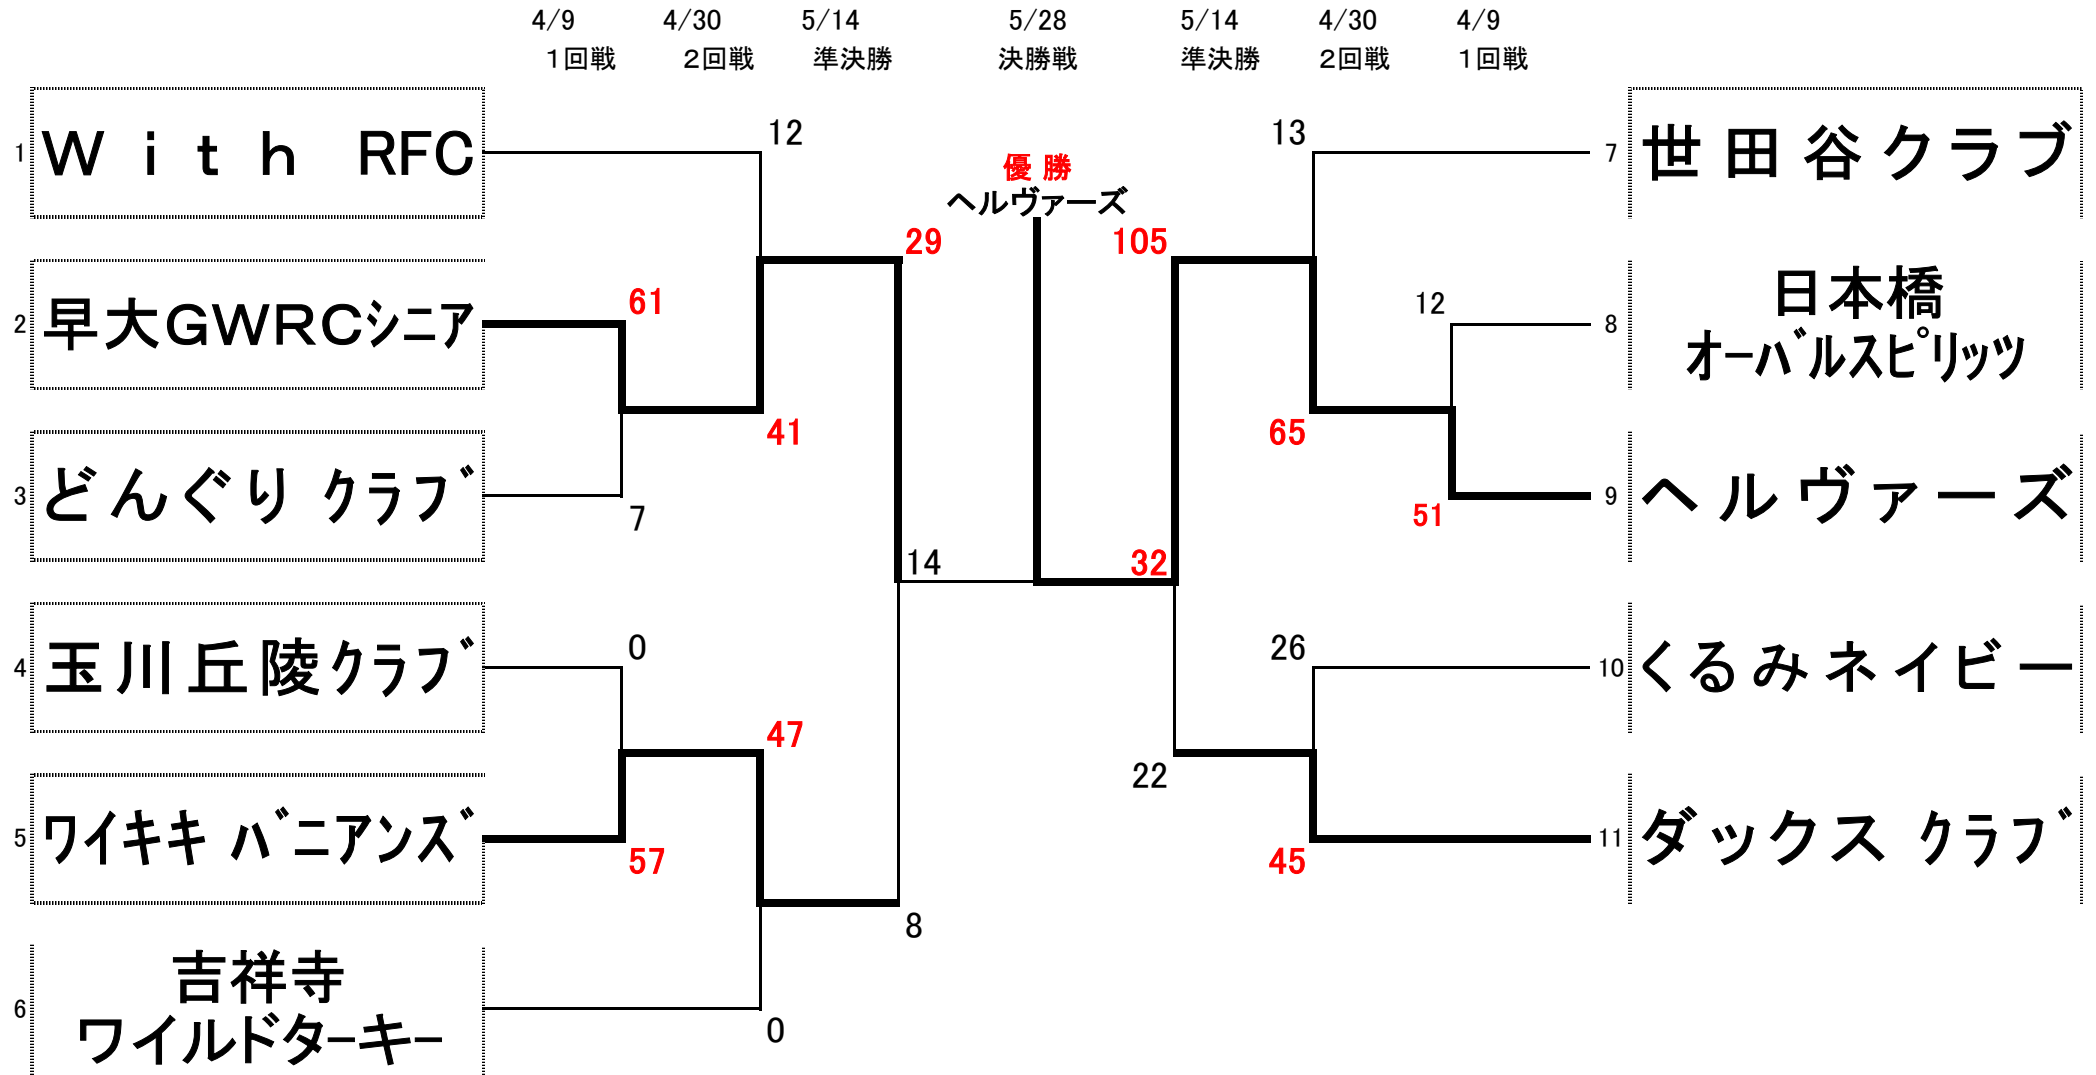 4/9 4/30 5/14 5/28 5/14 4/30 4/9
1回戦 2回戦 準決勝 決勝戦 準決勝 2回戦 1回戦
1 With RFC
12
2 早大GWRCシニア
61
29
41
3 どんぐり クラブ
7
14
4 玉川丘陵クラブ
0
47
5 ワイキキ バニアンズ
57
8
6 吉祥寺
ワイルドターキー
0
優勝
ヘルヴァーズ
13
7 世田谷クラブ
105
12
8 日本橋
オーバルスピリッツ
65
9 ヘルヴァーズ
51
32
26
10 くるみネイビー
22
11 ダックス クラブ
45